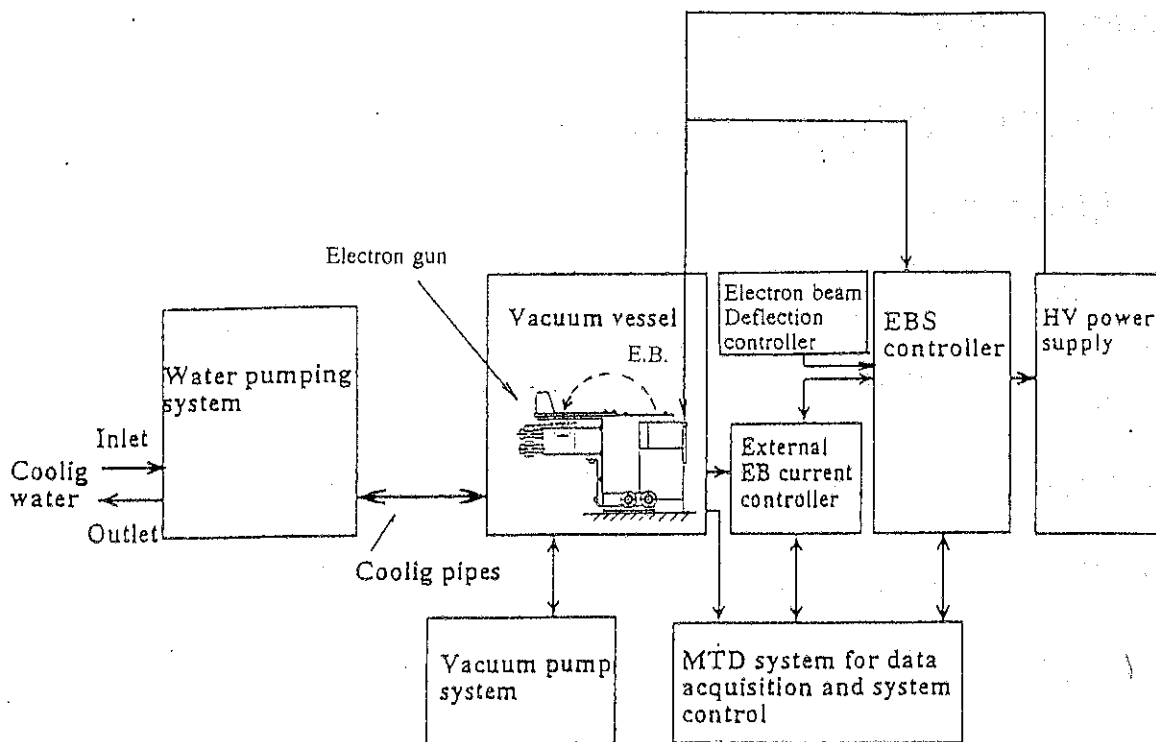 Electron gun
Water pumping
system
Inlet
Coolig
water
Outlet
Coolig pipes
Vacuum vessel
E.B.
Electron beam
Deflection
controller
EBS
controller
HV power
supply
External
EB current
controller
Vacuum pump
system
MTD system for data
acquisition and system
control